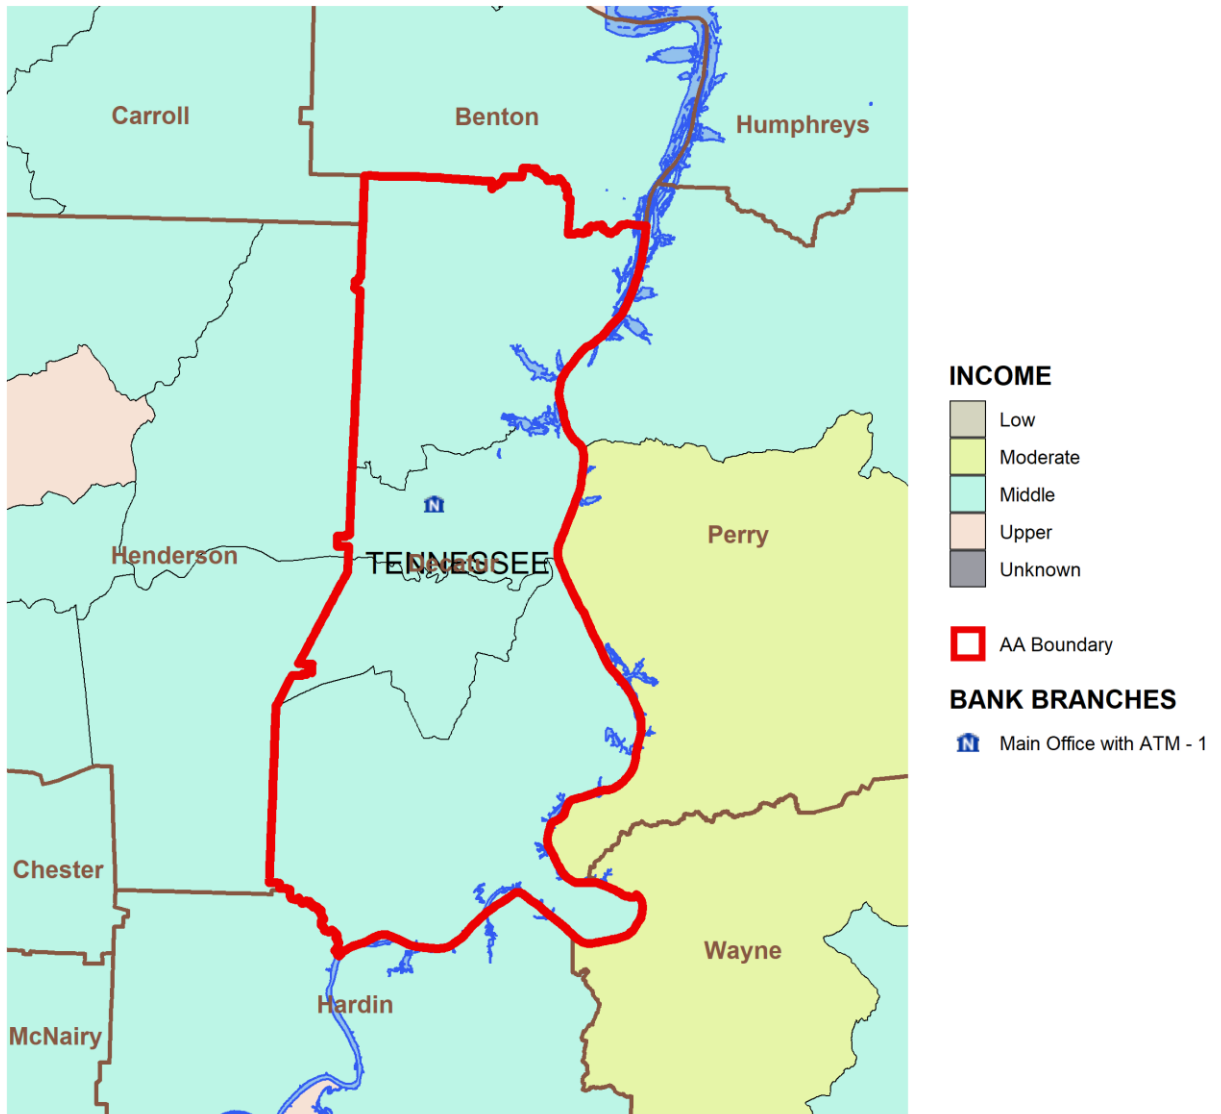 Carroll
Benton
Humphreys
Henderson
TENNESSEE
Decatur
Perry
Chester
Wayne
Hardin
McNairy
INCOME
Low
Moderate
Middle
Upper
Unknown
AA Boundary
BANK BRANCHES
N Main Office with ATM - 1
N